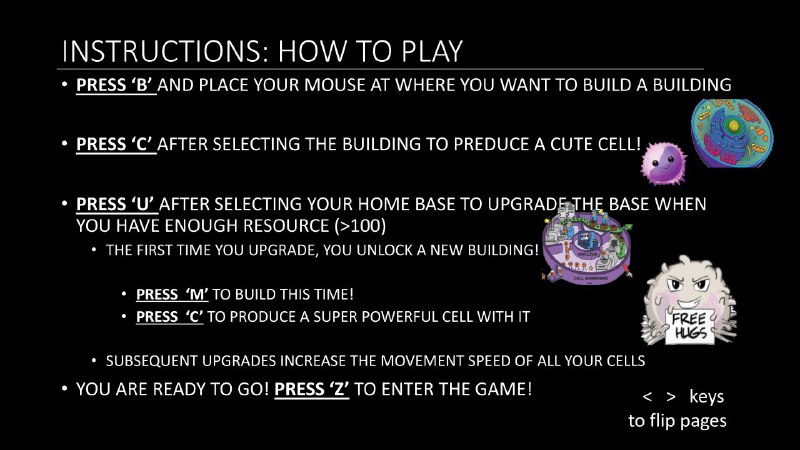 INSTRUCTIONS: HOW TO PLAY
• PRESS ‘B’ AND PLACE YOUR MOUSE AT WHERE YOU WANT TO BUILD A BUILDING
• PRESS ‘C’ AFTER SELECTING THE BUILDING TO PREDUCE A CUTE CELL!
• PRESS ‘U’ AFTER SELECTING YOUR HOME BASE TO UPGRADE THE BASE WHEN
YOU HAVE ENOUGH RESOURCE (>100)
• THE FIRST TIME YOU UPGRADE, YOU UNLOCK A NEW BUILDING!
NUCLEUS
CELL MEMBRANE
• PRESS ‘M’ TO BUILD THIS TIME!
• PRESS ‘C’ TO PRODUCE A SUPER POWERFUL CELL WITH IT
FREE
HUGS
• SUBSEQUENT UPGRADES INCREASE THE MOVEMENT SPEED OF ALL YOUR CELLS
• YOU ARE READY TO GO! PRESS ‘Z’ TO ENTER THE GAME!
< > keys
to flip pages